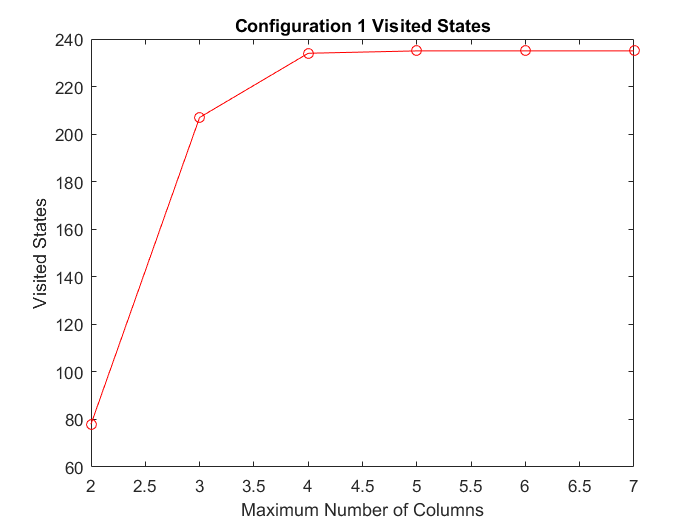 Configuration 1 Visited States
240
220
200
180
160
140
120
100
80
60
Visited States
2 2.5 3 3.5 4 4.5 5 5.5 6 6.5 7
Maximum Number of Columns